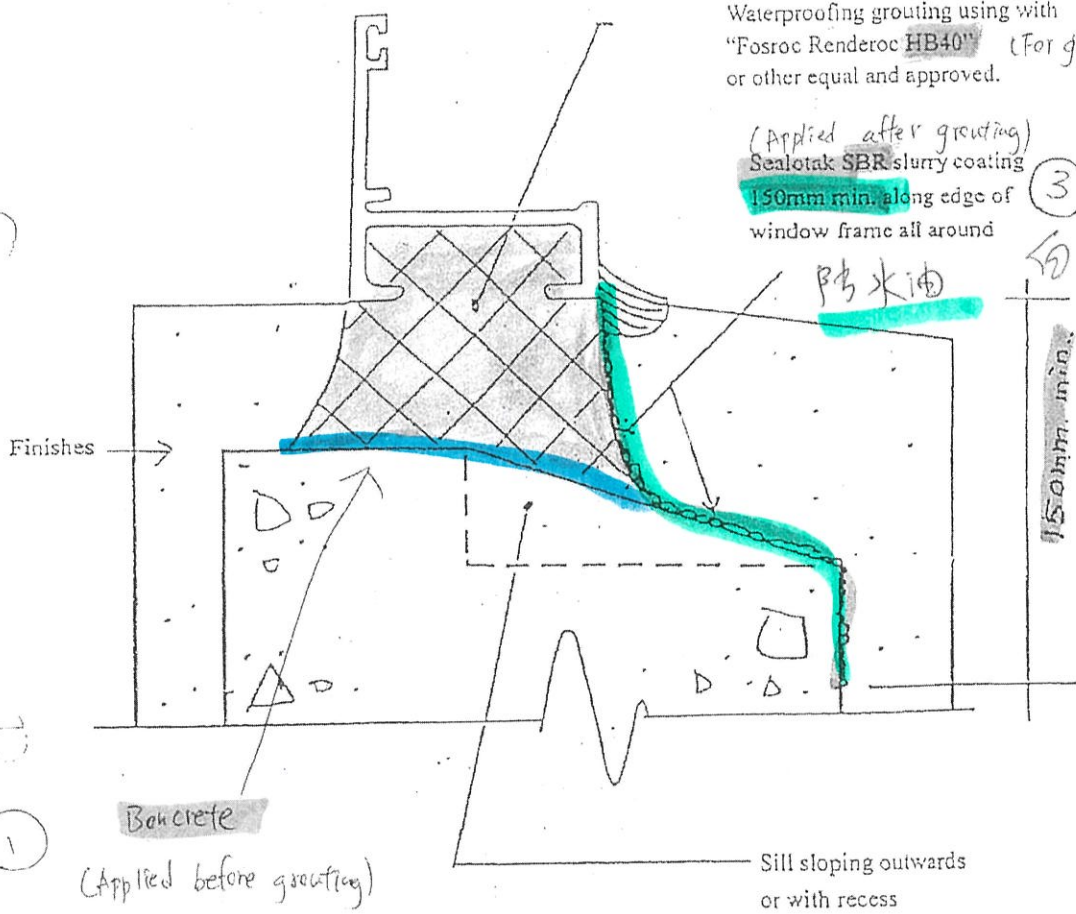 Waterproofing grouting using with
"Fosroc Renderoc HB40" (For g
or other equal and approved.
(Applied after grouting)
Sealotak SBR slurry coating
150mm min. along edge of
window frame all around
3
防水油
150mm. min.
Finishes
Boncrete
(Applied before grouting)
1
Sill sloping outwards
or with recess